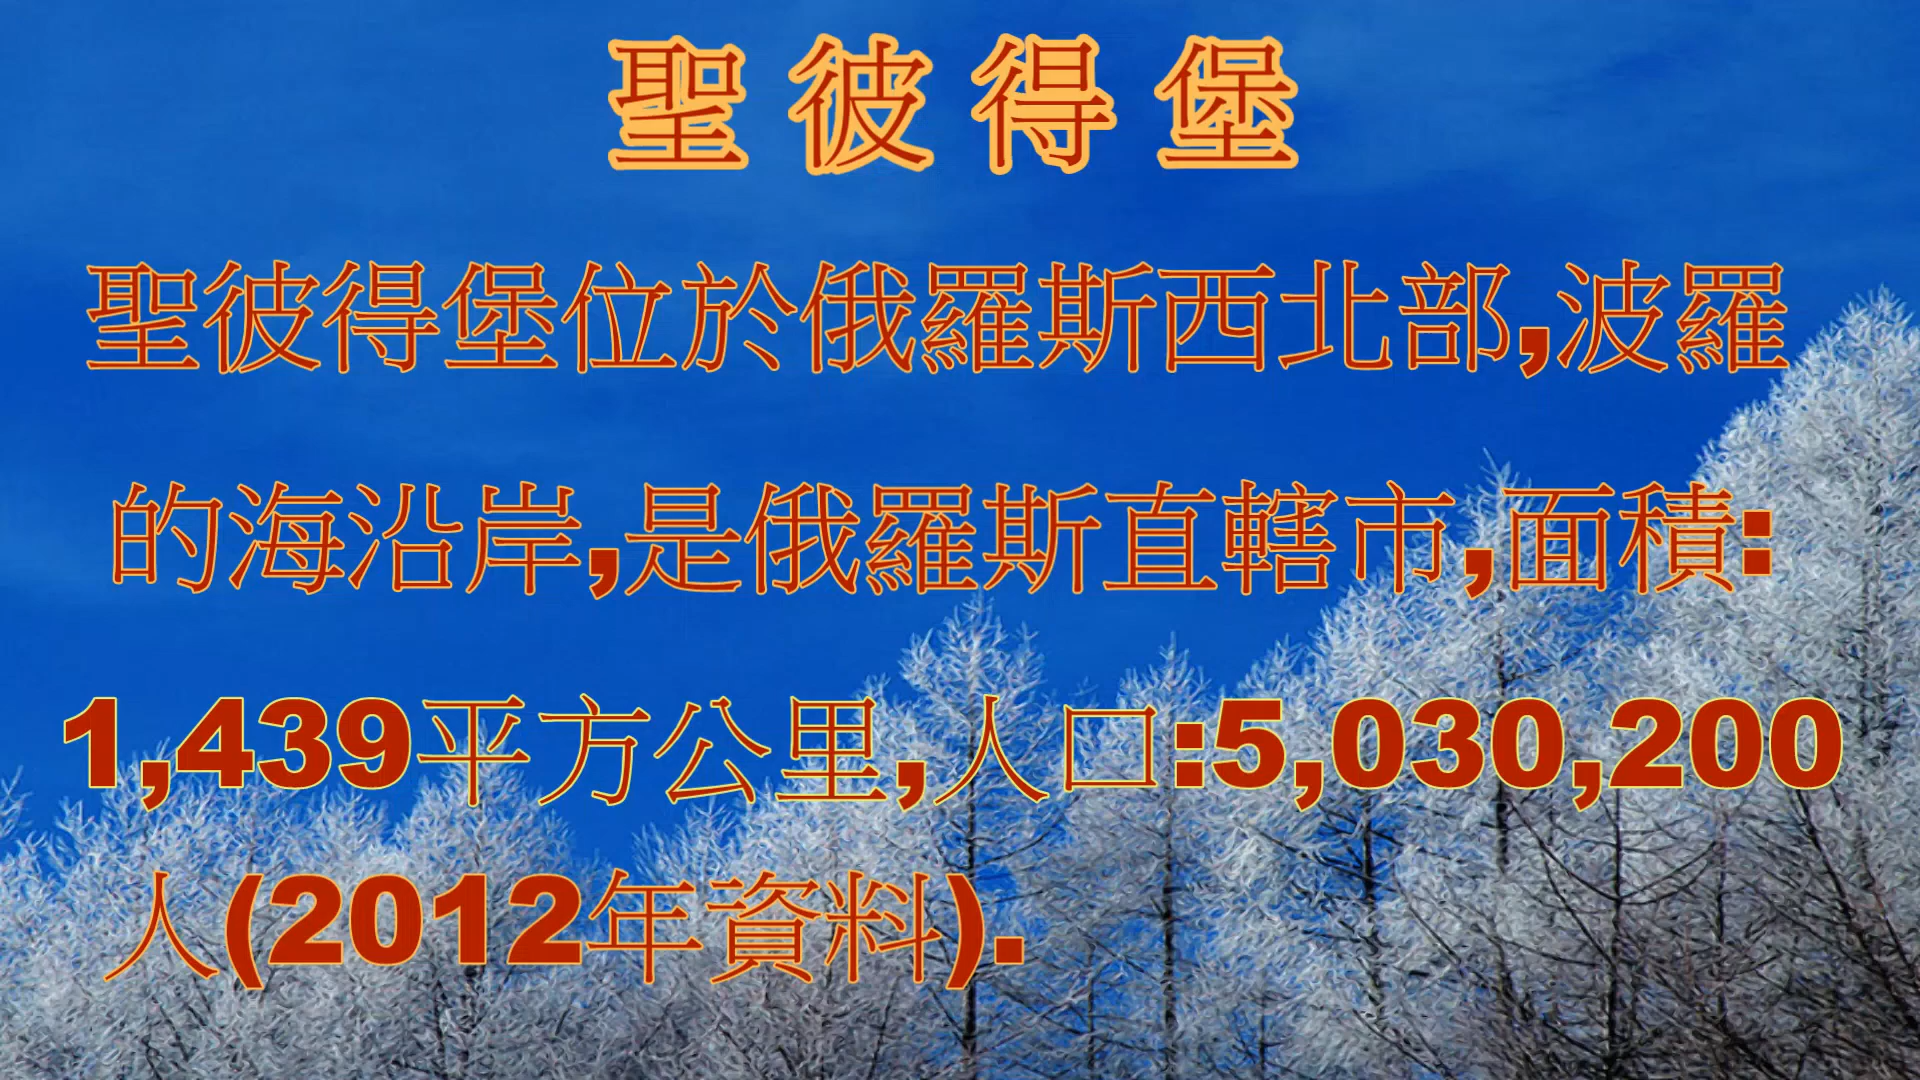 聖彼得堡
聖彼得堡位於俄羅斯西北部,波羅
的海沿岸,是俄羅斯直轄市,面積:
1,439平方公里,人口:5,030,200
人(2012年資料).